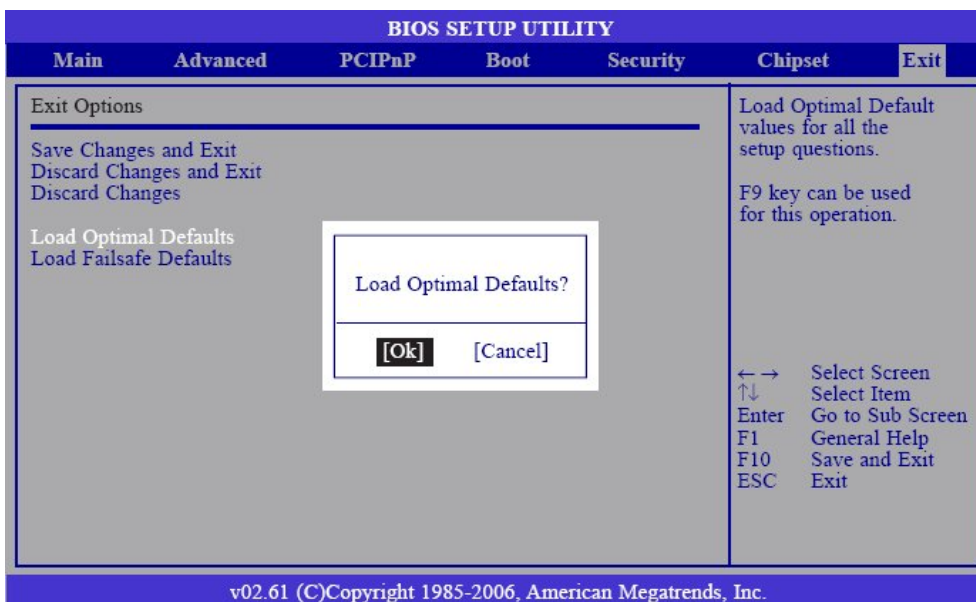 BIOS SETUP UTILITY
Main Advanced PCIPnP Boot Security Chipset Exit
Exit Options
Save Changes and Exit
Discard Changes and Exit
Discard Changes
Load Optimal Defaults
Load Failsafe Defaults
Load Optimal Defaults?
[Ok] [Cancel]
Load Optimal Default
values for all the
setup questions.
F9 key can be used
for this operation.
←→ Select Screen
↑↓ Select Item
Enter Go to Sub Screen
F1 General Help
F10 Save and Exit
ESC Exit
v02.61 (C)Copyright 1985-2006, American Megatrends, Inc.